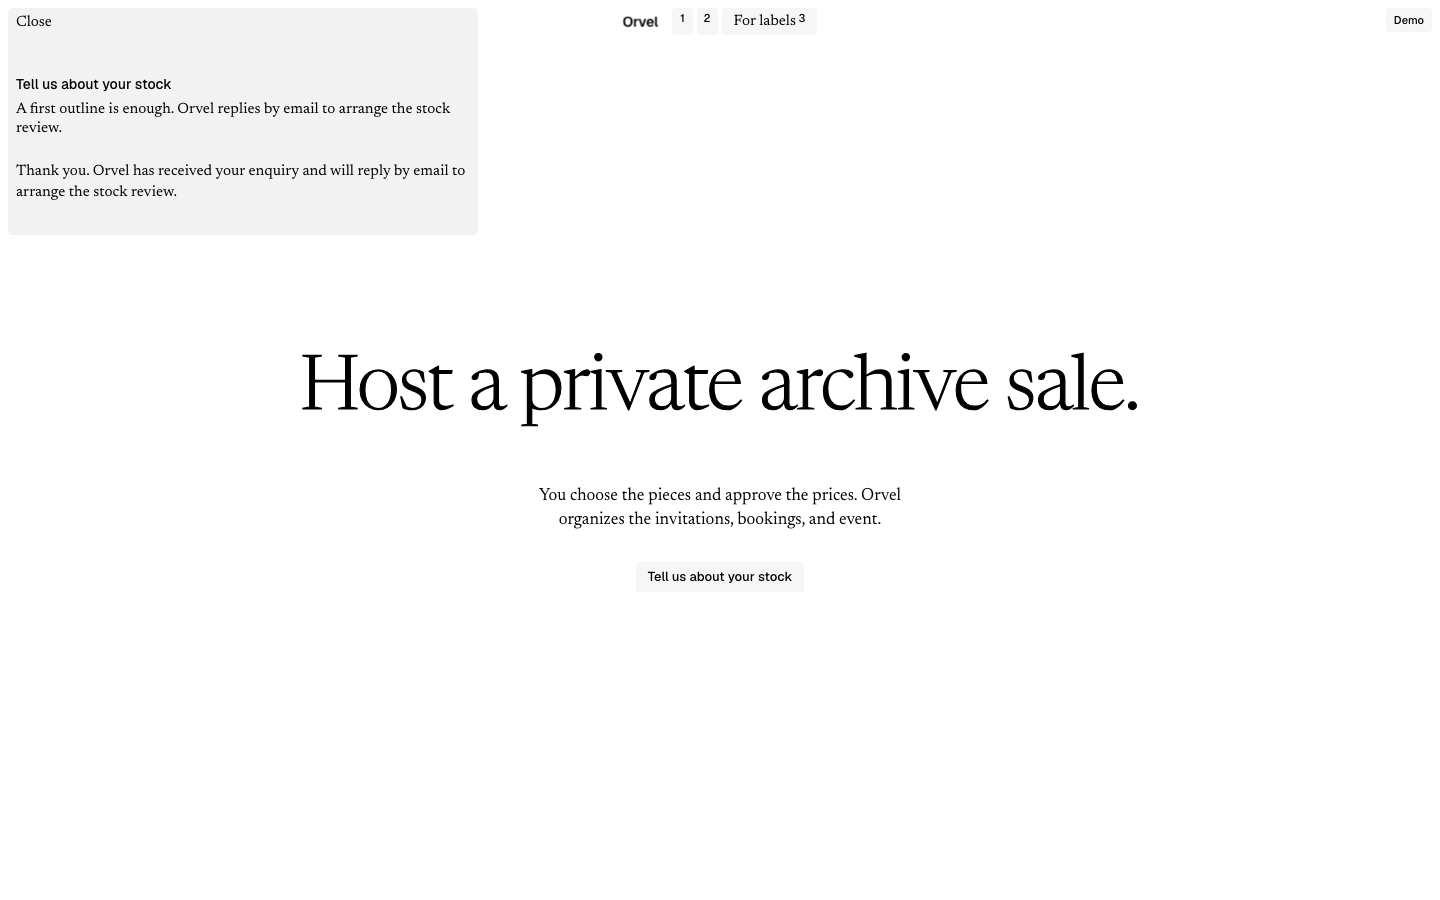 Close
Orvel 1 2 For labels 3
Demo
Tell us about your stock
A first outline is enough. Orvel replies by email to arrange the stock
review.
Thank you. Orvel has received your enquiry and will reply by email to
arrange the stock review.
Host a private archive sale.
You choose the pieces and approve the prices. Orvel
organizes the invitations, bookings, and event.
Tell us about your stock